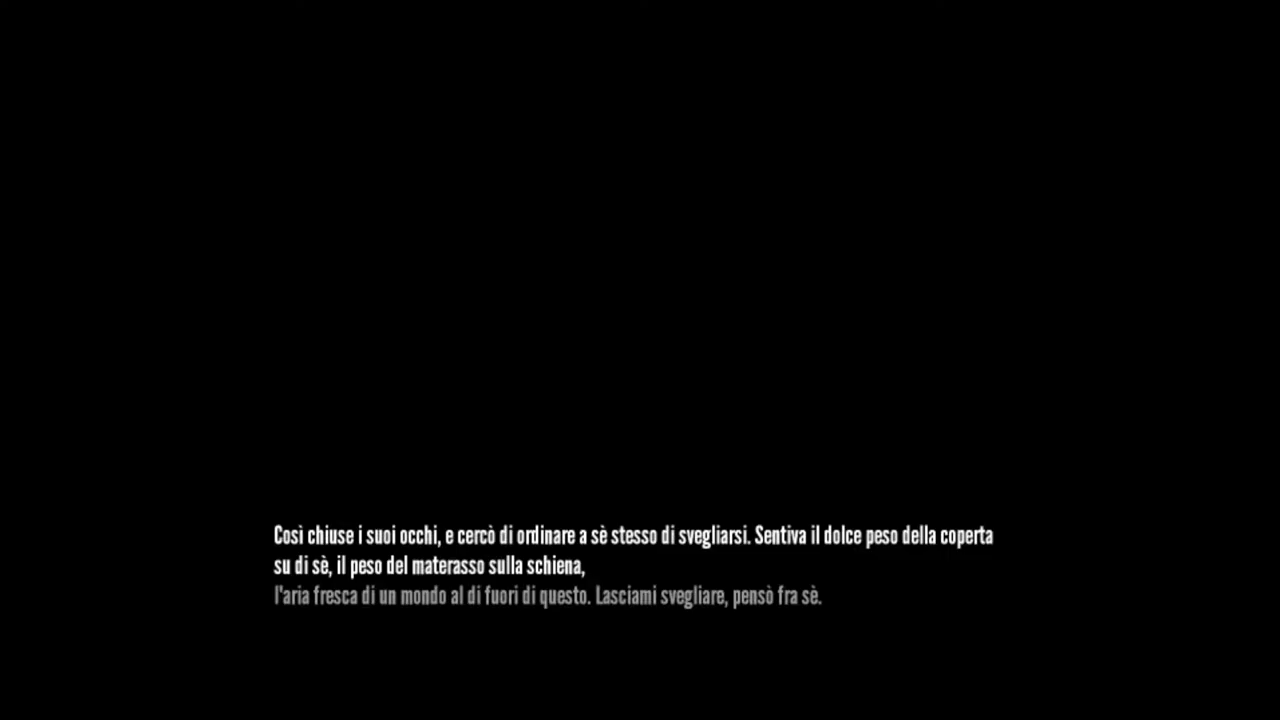 Così chiuse i suoi occhi, e cercò di ordinare a sè stesso di svegliarsi. Sentiva il dolce peso della coperta
su di sè, il peso del materasso sulla schiena,
l'aria fresca di un mondo al di fuori di questo. Lasciami svegliare, pensò fra sè.